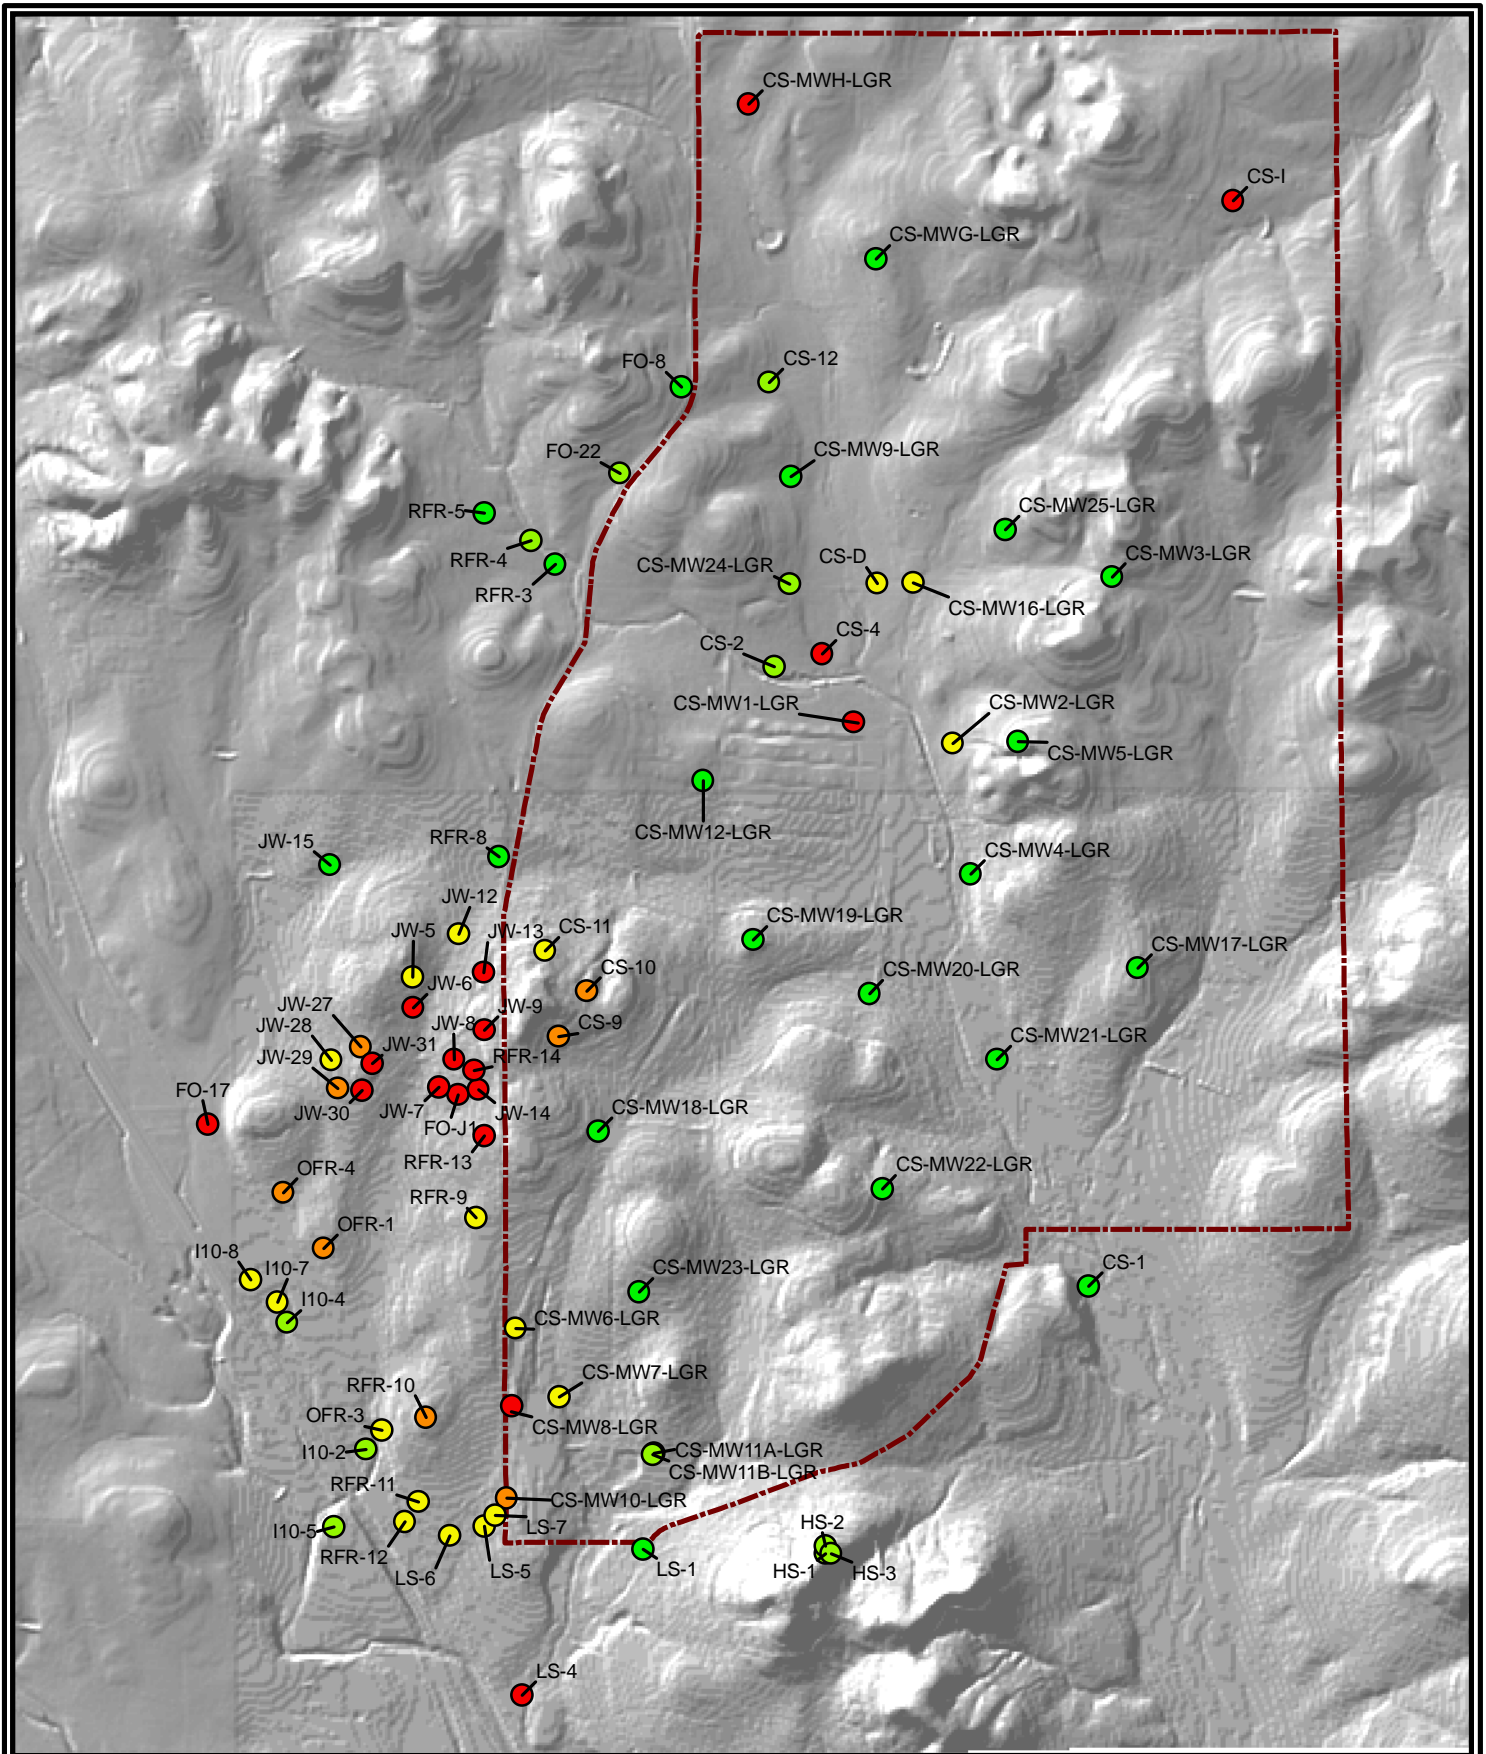 CS-MWH-LGR
CS-I
CS-MWG-LGR
FO-8
CS-12
FO-22
CS-MW9-LGR
RFR-5
CS-MW25-LGR
RFR-4
CS-MW24-LGR
CS-D
CS-MW3-LGR
RFR-3
CS-MW16-LGR
CS-2
CS-4
CS-MW1-LGR
CS-MW2-LGR
CS-MW5-LGR
CS-MW12-LGR
JW-15
RFR-8
CS-MW4-LGR
JW-12
JW-5
JW-13
CS-11
CS-MW19-LGR
CS-MW17-LGR
CS-10
CS-MW20-LGR
JW-6
JW-27
JW-9
CS-9
JW-28
JW-8
JW-31
CS-MW21-LGR
JW-29
RFR-14
FO-17
JW-30
JW-7
JW-14
CS-MW18-LGR
FO-J1
RFR-13
OFR-4
CS-MW22-LGR
RFR-9
OFR-1
I10-8
I10-7
CS-MW23-LGR
CS-1
I10-4
CS-MW6-LGR
CS-MW7-LGR
RFR-10
OFR-3
CS-MW8-LGR
I10-2
CS-MW11A-LGR
CS-MW11B-LGR
RFR-11
CS-MW10-LGR
LS-7
HS-2
I10-5
RFR-12
LS-6
LS-5
LS-1
HS-1
HS-3
LS-4